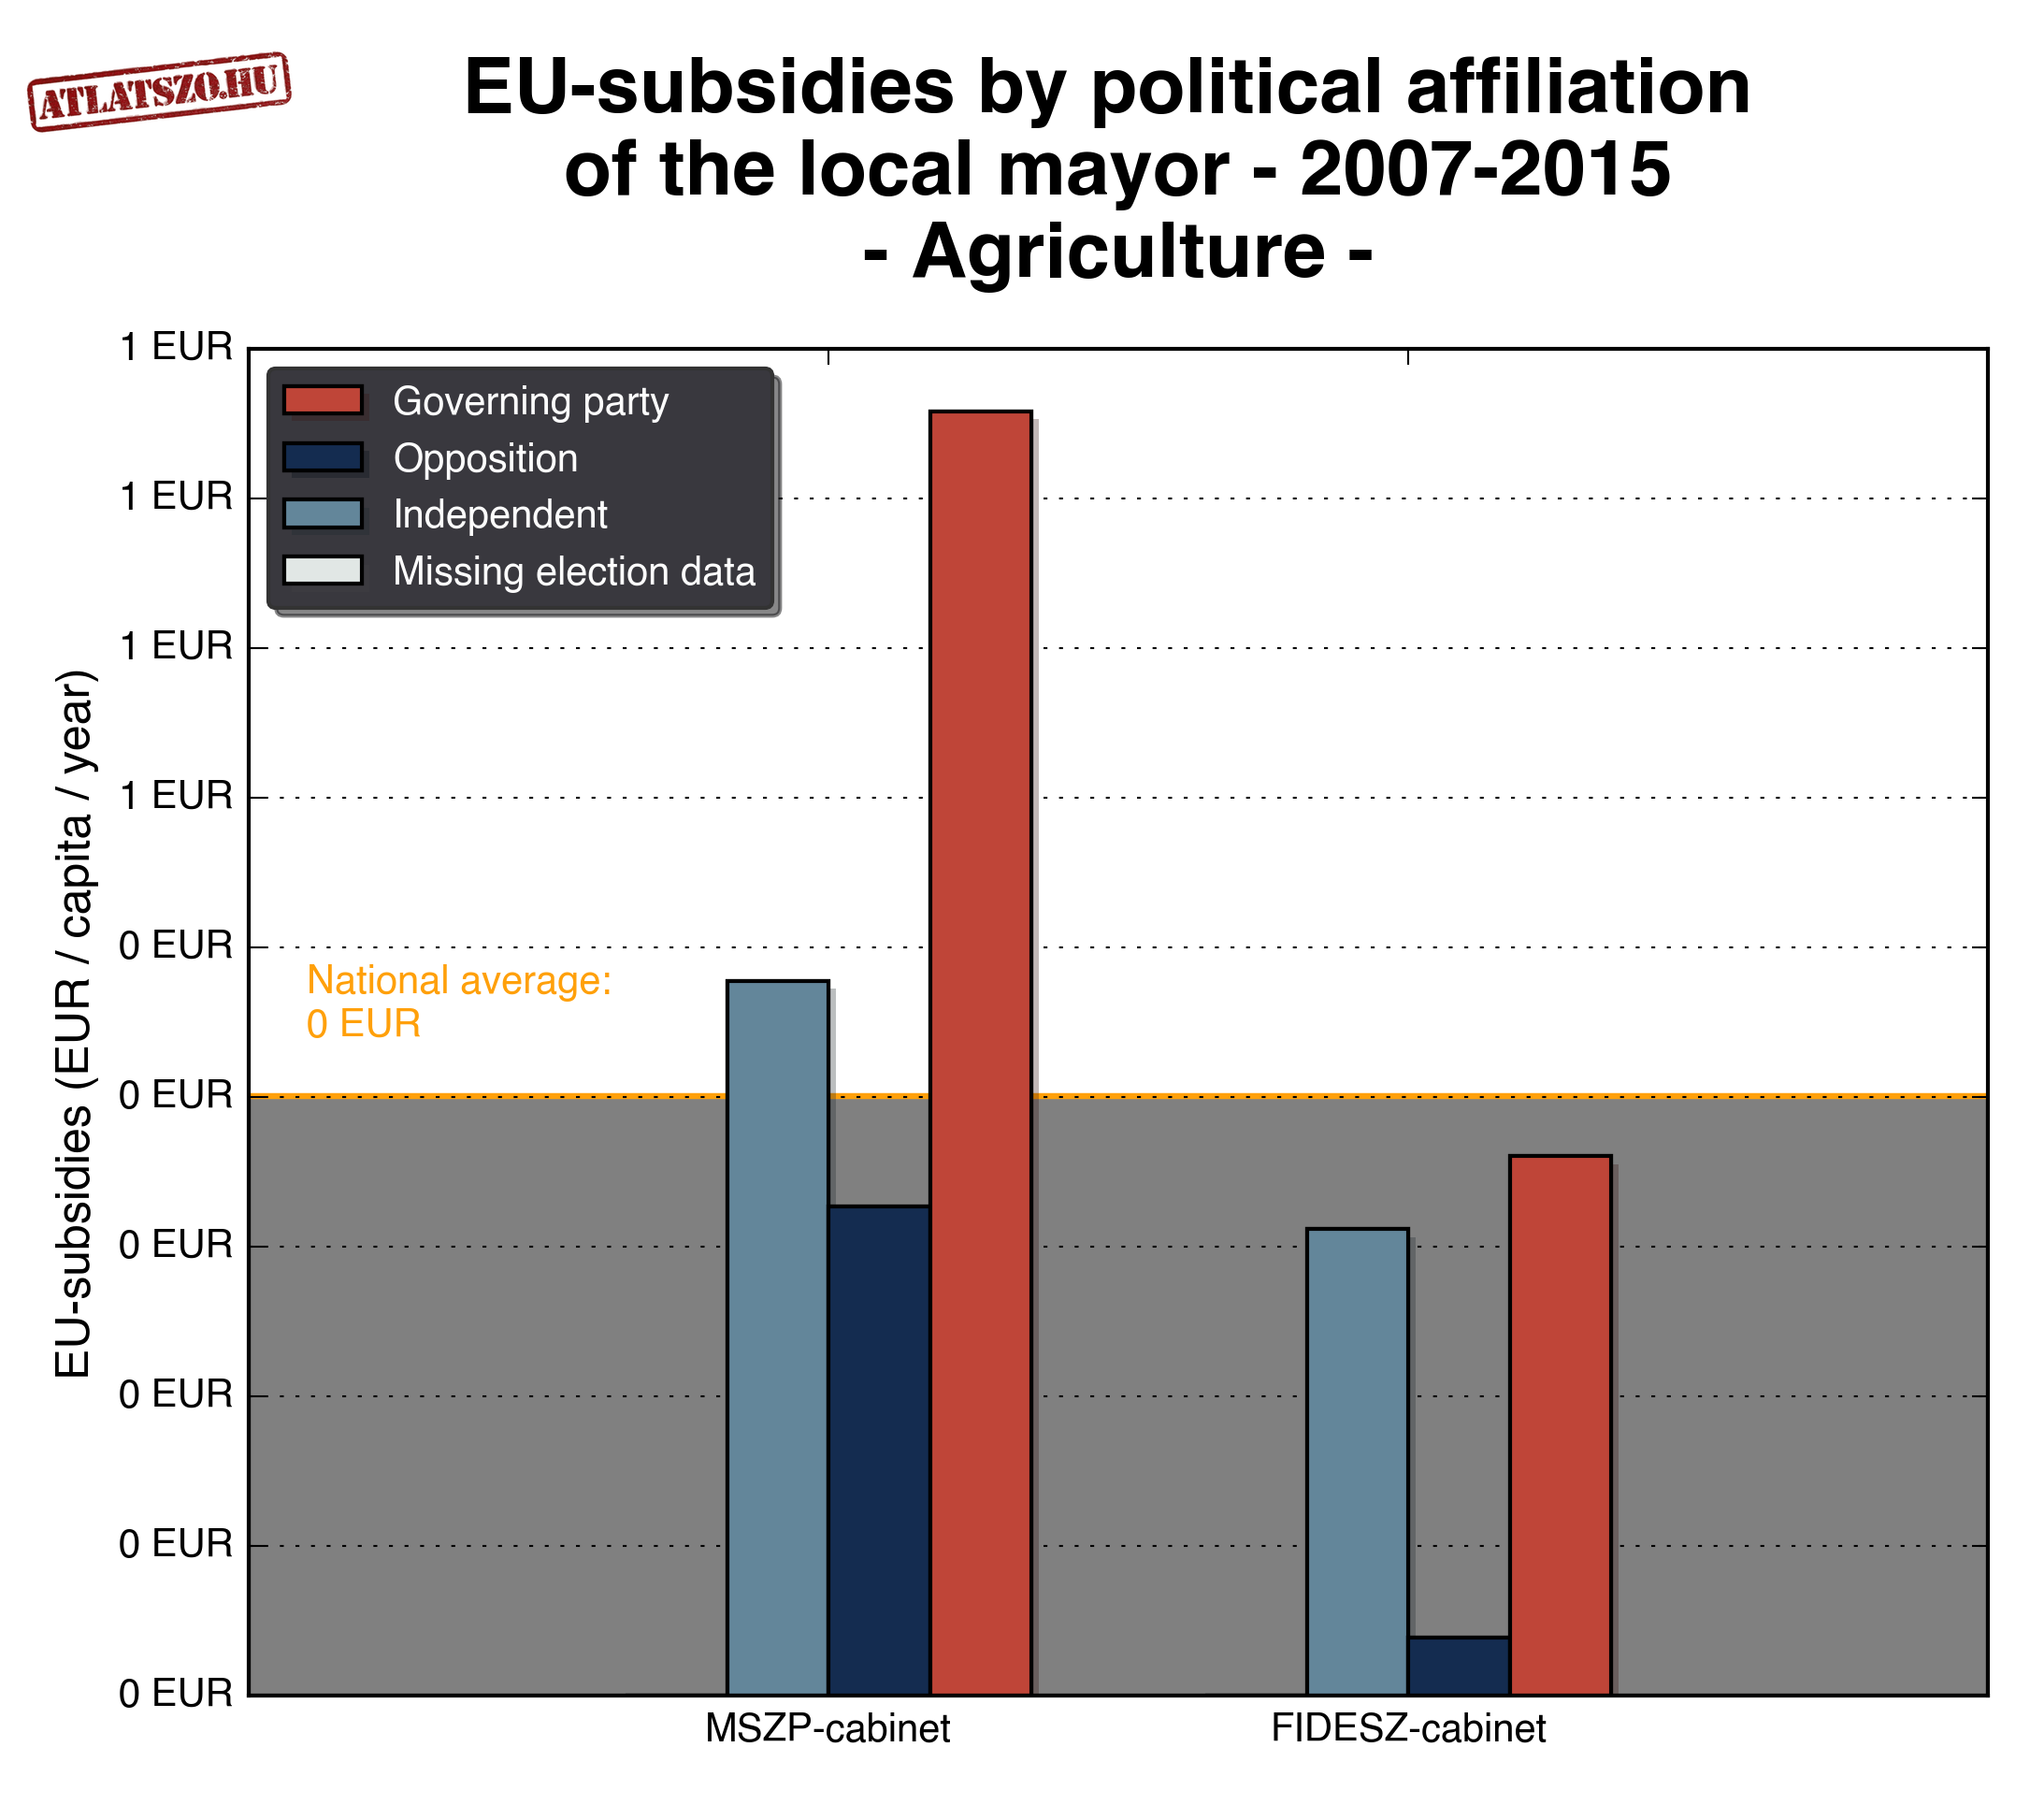 ATLATSZO.HU
EU-subsidies by political affiliation
of the local mayor - 2007-2015
- Agriculture -
1 EUR
1 EUR
1 EUR
1 EUR
0 EUR
0 EUR
0 EUR
0 EUR
0 EUR
0 EUR
EU-subsidies (EUR / capita / year)
Governing party
Opposition
Independent
Missing election data
National average:
0 EUR
MSZP-cabinet
FIDESZ-cabinet